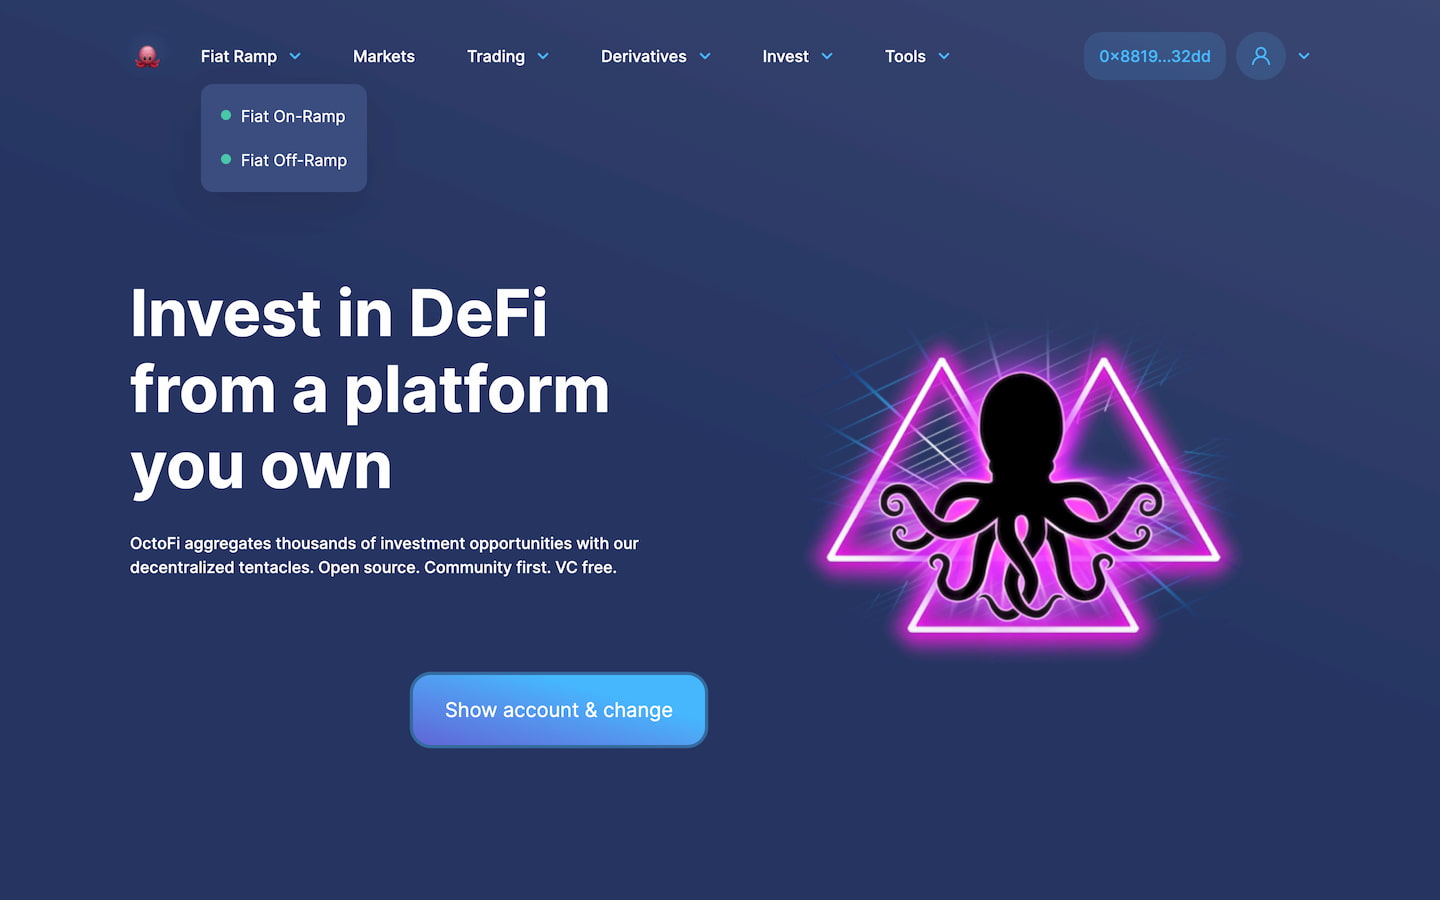 Fiat Ramp Markets Trading Derivatives Invest Tools 0×8819...32dd
Fiat On-Ramp
Fiat Off-Ramp
Invest in DeFi
from a platform
you own
OctoFi aggregates thousands of investment opportunities with our
decentralized tentacles. Open source. Community first. VC free.
Show account & change